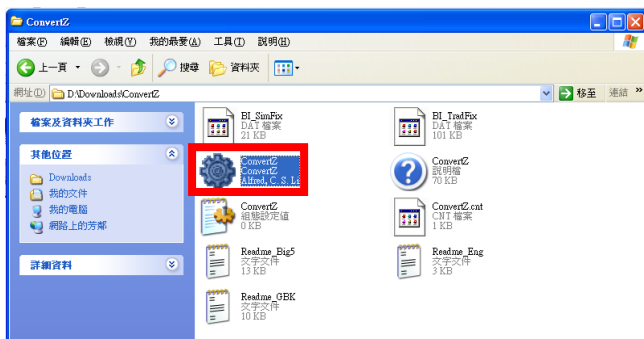 ConvertZ
檔案(F) 編輯(E) 檢視(V) 我的最愛(A) 工具(T) 說明(H)
上一頁 搜尋 資料夾
網址(D) D:\Downloads\ConvertZ 移至 連結 »
檔案及資料夾工作
其他位置
Downloads
我的文件
我的電腦
網路上的芳鄰
詳細資料
BI_SimFix
DAT 檔案
21 KB
BI_TradFix
DAT 檔案
101 KB
ConvertZ
ConvertZ
Alfred, C. S. Li
ConvertZ
說明檔
70 KB
ConvertZ
組態設定值
0 KB
ConvertZ.cnt
CNT 檔案
1 KB
Readme_Big5
文字文件
13 KB
Readme_Eng
文字文件
3 KB
Readme_GBK
文字文件
10 KB